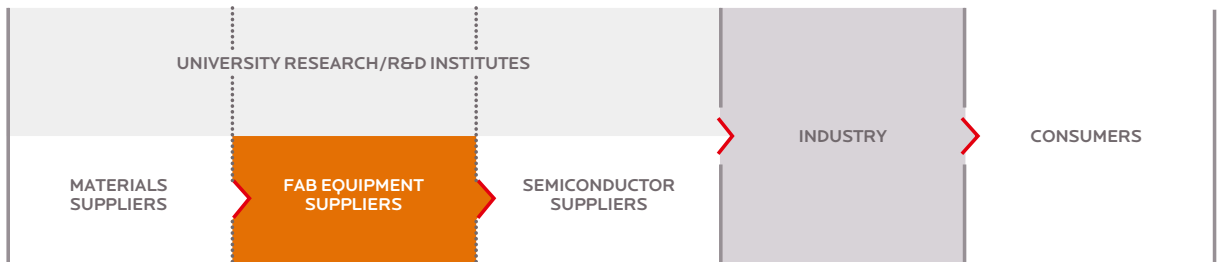 UNIVERSITY RESEARCH/R&D INSTITUTES
INDUSTRY
CONSUMERS
MATERIALS
SUPPLIERS
FAB EQUIPMENT
SUPPLIERS
SEMICONDUCTOR
SUPPLIERS